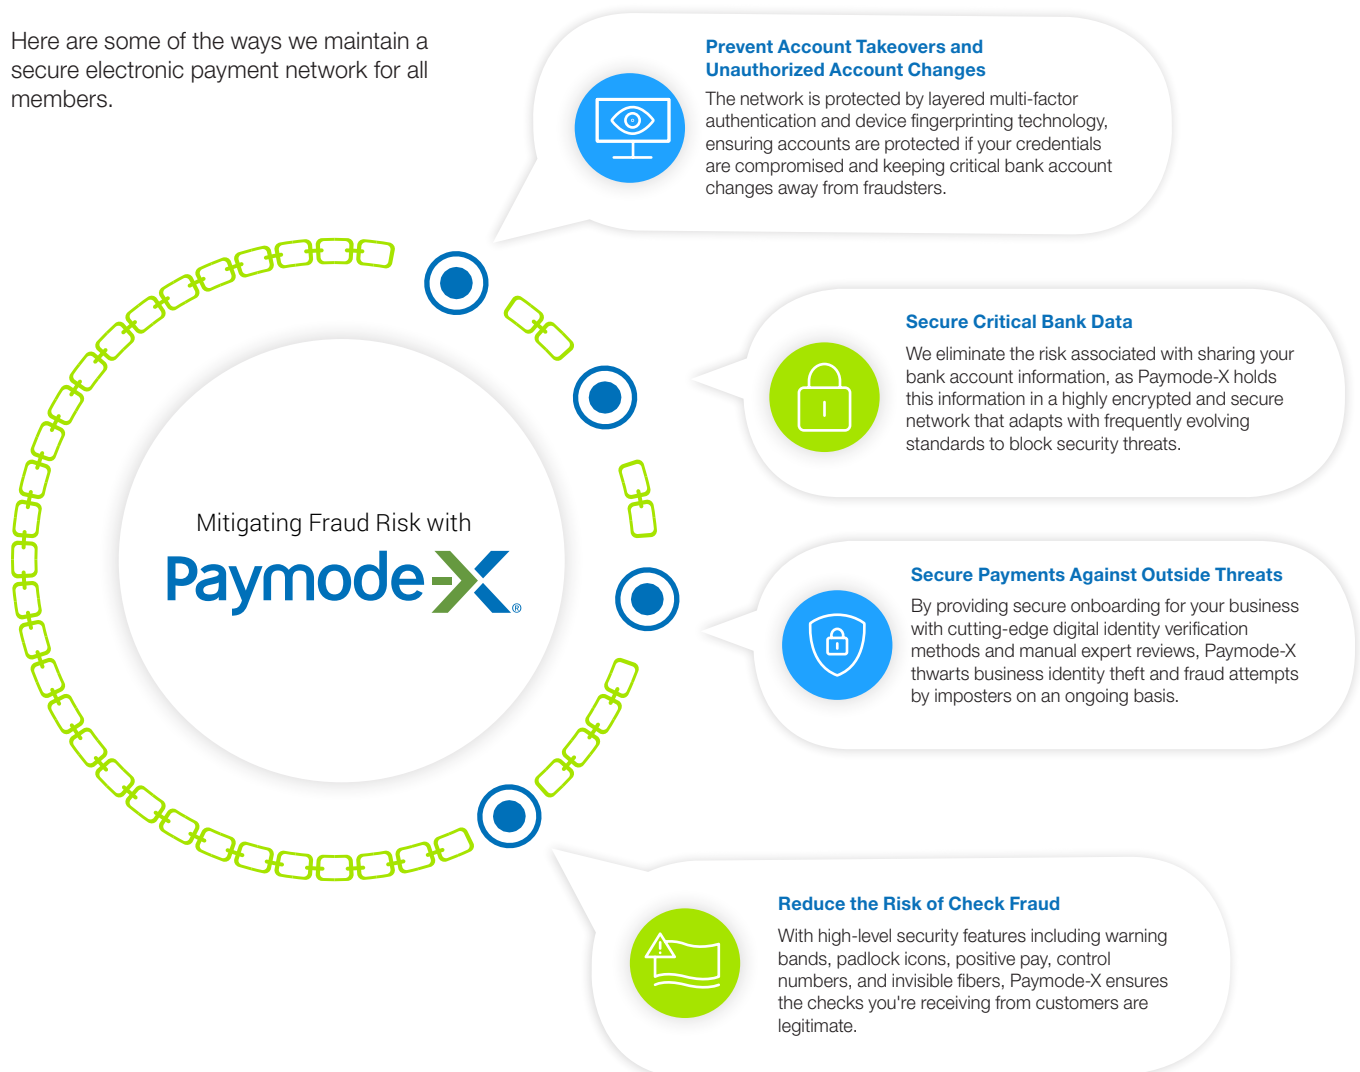 Here are some of the ways we maintain a
secure electronic payment network for all
members.
Prevent Account Takeovers and
Unauthorized Account Changes
The network is protected by layered multi-factor
authentication and device fingerprinting technology,
ensuring accounts are protected if your credentials
are compromised and keeping critical bank account
changes away from fraudsters.
Secure Critical Bank Data
We eliminate the risk associated with sharing your
bank account information, as Paymode-X holds
this information in a highly encrypted and secure
network that adapts with frequently evolving
standards to block security threats.
Mitigating Fraud Risk with
Paymode-X®
Secure Payments Against Outside Threats
By providing secure onboarding for your business
with cutting-edge digital identity verification
methods and manual expert reviews, Paymode-X
thwarts business identity theft and fraud attempts
by imposters on an ongoing basis.
Reduce the Risk of Check Fraud
With high-level security features including warning
bands, padlock icons, positive pay, control
numbers, and invisible fibers, Paymode-X ensures
the checks you're receiving from customers are
legitimate.